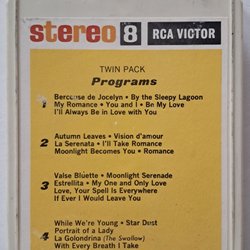 stereo 8 RCA VICTOR
TWIN PACK
Programs
1 Berceuse de Jocelyn • By the Sleepy Lagoon
My Romance • You and I • Be My Love
I'll Always Be in Love with You
2 Autumn Leaves • Vision d'amour
La Serenata • I'll Take Romance
Moonlight Becomes You • Romance
3 Valse Bluette • Moonlight Serenade
Estrellita • My One and Only Love
Love, Your Spell is Everywhere
If Ever I Would Leave You
4 While We're Young • Star Dust
Portrait of a Lady
La Golondrina (The Swallow)
With Every Breath I Take